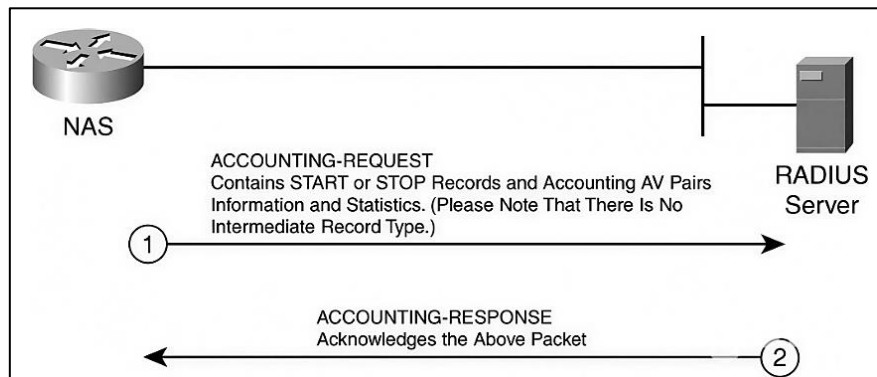 NAS
RADIUS
Server
ACCOUNTING-REQUEST
Contains START or STOP Records and Accounting AV Pairs
Information and Statistics. (Please Note That There Is No
Intermediate Record Type.)
1
ACCOUNTING-RESPONSE
Acknowledges the Above Packet
2